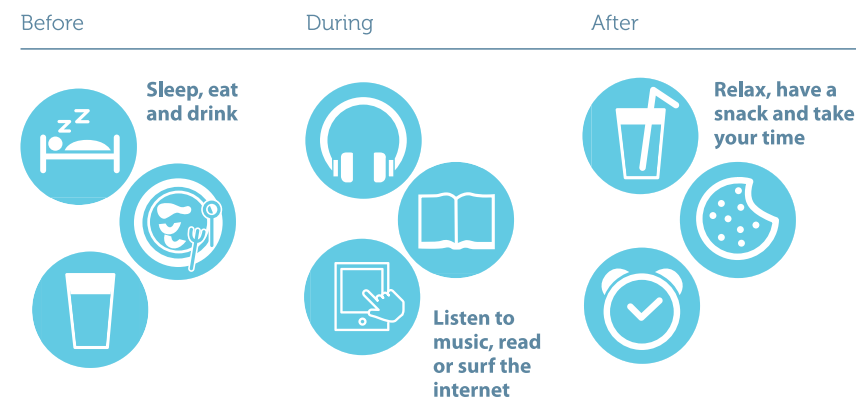 Before
During
After
Sleep, eat
and drink
Relax, have a
snack and take
your time
Listen to
music, read
or surf the
internet